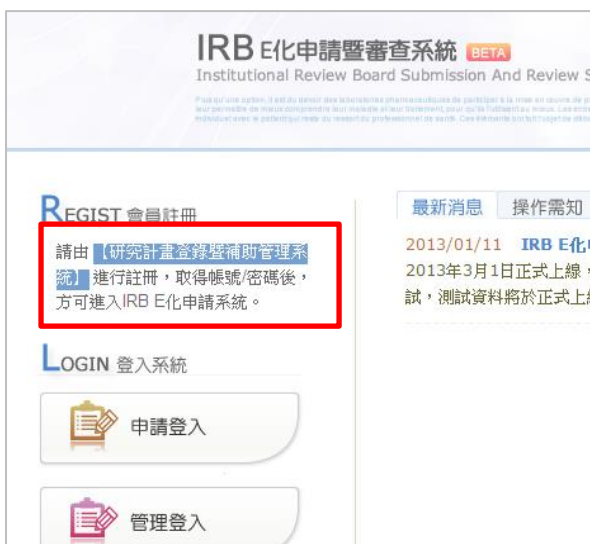 IRB E化申請暨審查系統 BETA
Institutional Review Board Submission And Review S
REGIST 會員註冊
請由【研究計畫登錄暨補助管理系
統】進行註冊，取得帳號/密碼後，
方可進入IRB E化申請系統。
最新消息 操作需知
2013/01/11 IRB E化
2013年3月1日正式上線，
試，測試資料將於正式上
LOGIN 登入系統
申請登入
管理登入